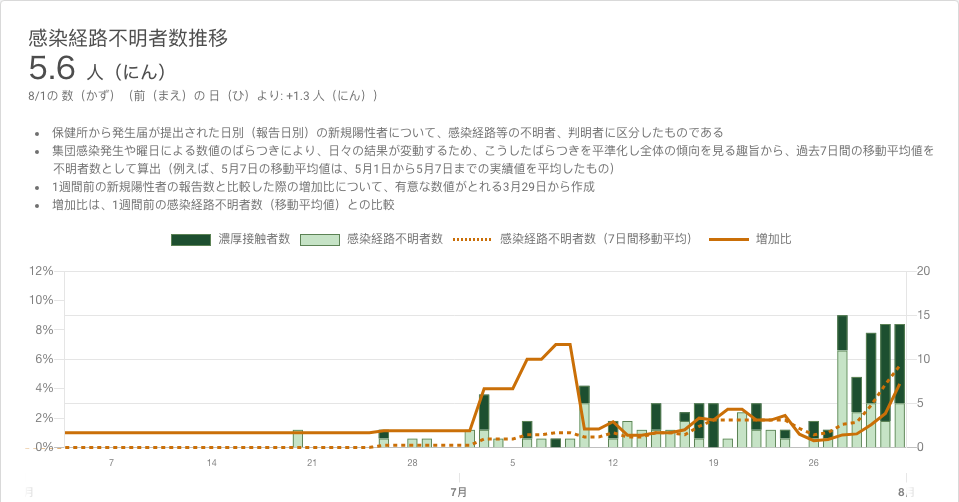 感染経路不明者数推移
5.6 人（にん）
8/1の 数（かず）（前（まえ）の 日（ひ）より: +1.3 人（にん））
• 保健所から発生届が提出された日別（報告日別）の新規陽性者について、感染経路等の不明者、判明者に区分したものである
• 集団感染発生や曜日による数値のばらつきにより、日々の結果が変動するため、こうしたばらつきを平準化し全体の傾向を見る趣旨から、過去7日間の移動平均値を
不明者数として算出（例えば、5月7日の移動平均値は、5月1日から5月7日までの実績値を平均したもの）
• 1週間前の新規陽性者の報告数と比較した際の増加比について、有意な数値がとれる3月29日から作成
• 増加比は、1週間前の感染経路不明者数（移動平均値）との比較
濃厚接触者数 感染経路不明者数 感染経路不明者数（7日間移動平均） 増加比
12% 20
10%
8% 15
6% 10
4%
2% 5
0% 0
7 14 21 28 5 12 19 26
月 7月 8月